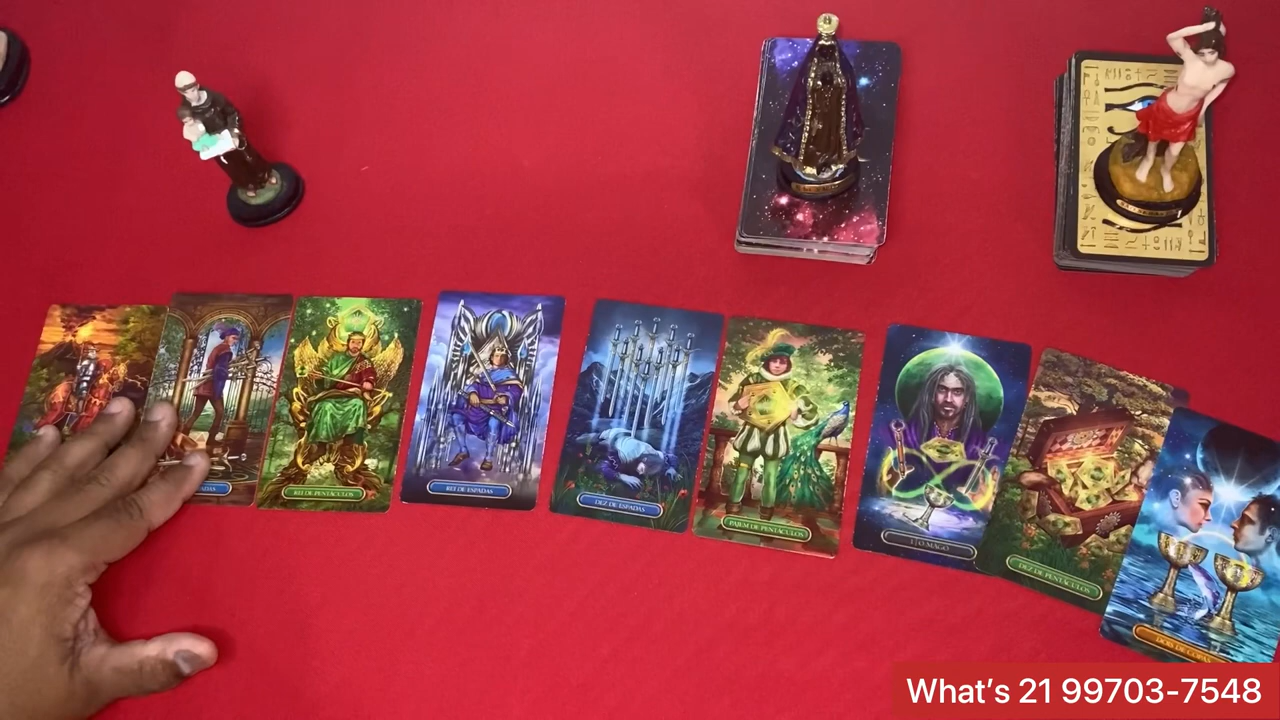 PADAS
REI DE PENTÁCULOS
REI DE ESPADAS
DEZ DE ESPADAS
PAJEM DE PENTÁCULOS
I | O MAGO
DEZ DE PENTÁCULOS
DOIS DE COPAS
What's 21 99703-7548